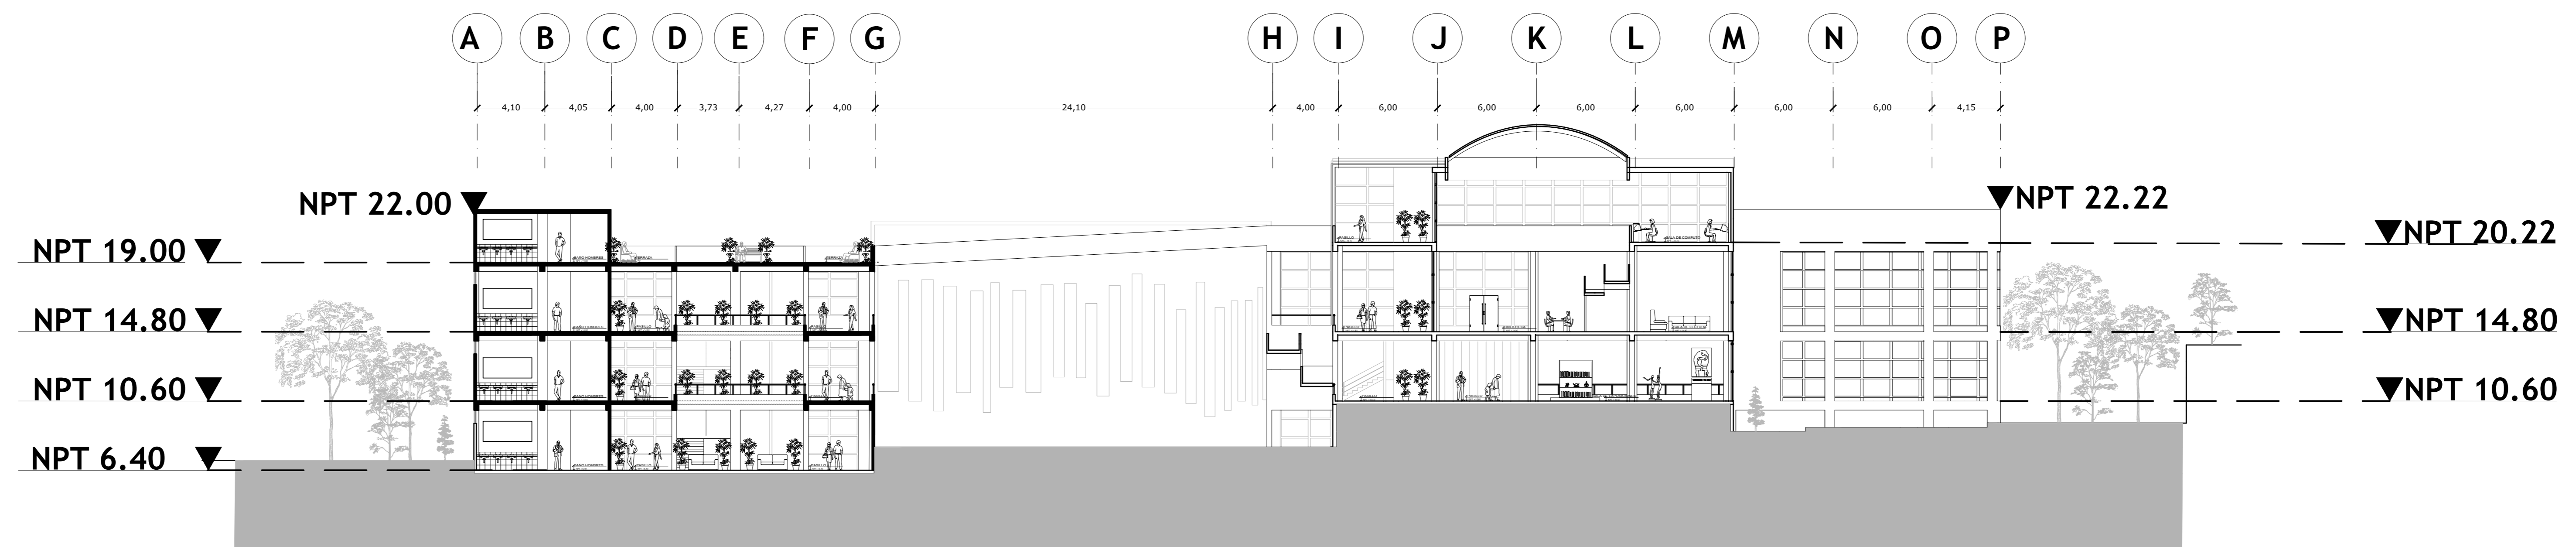 A B C D E F G H I J K L M N O P
4,10 4,05 4,00 3,73 4,27 4,00 24,10 4,00 6,00 6,00 6,00 6,00 6,00 6,00 4,15
NPT 22.00
NPT 22.22
NPT 19.00
NPT 20.22
NPT 14.80
NPT 14.80
NPT 10.60
NPT 10.60
NPT 6.40